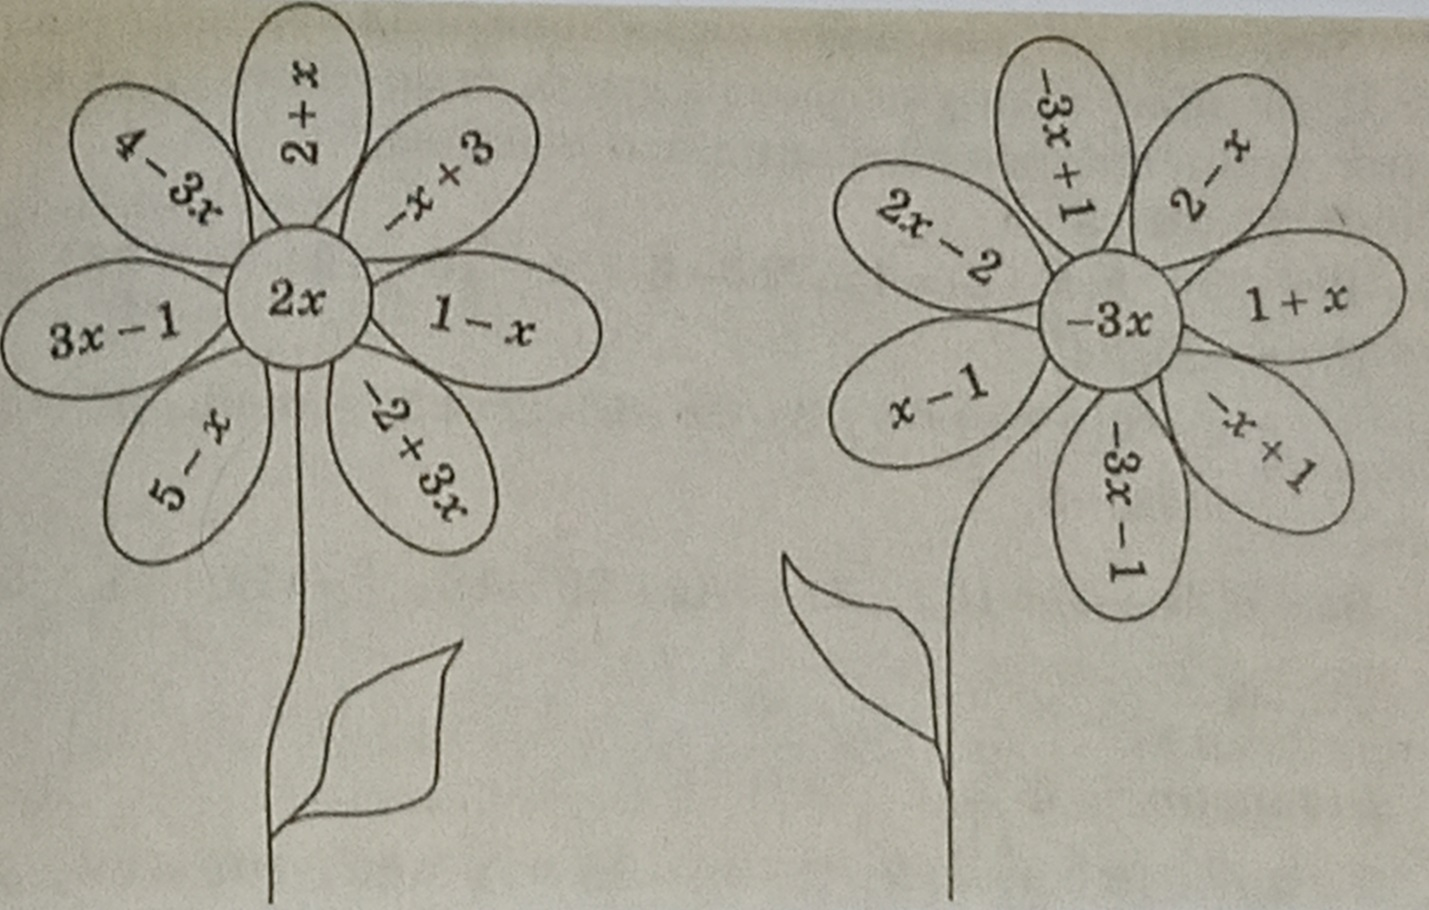 2 + x
4 – 3x
–x + 3
2x
3x – 1
1 – x
5 – x
–2 + 3x
–3x + 1
2 – x
2x – 2
1 + x
–3x
x – 1
–x + 1
–3x – 1